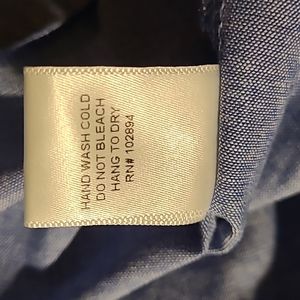 HAND WASH COLD
DO NOT BLEACH
HANG TO DRY
RN# 102894